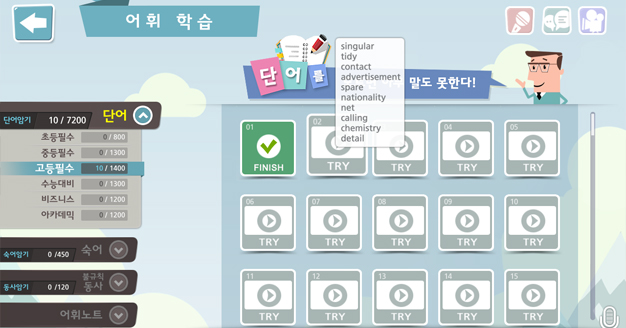 어휘 학습
단어를
말도 못한다!
singular
tidy
contact
advertisement
spare
nationality
net
calling
chemistry
detail
단어암기 10 / 7200 단어
초등필수 0 / 800
중등필수 0 / 1300
고등필수 10 / 1400
수능대비 0 / 1300
비즈니스 0 / 1200
아카데믹 0 / 1200
숙어암기 0 /450 숙어
동사암기 0 /120 불규칙 동사
어휘노트
01 02 04 05
FINISH TRY TRY TRY TRY
06 07 08 09 10
TRY TRY TRY TRY TRY
11 12 13 14 15
TRY TRY TRY TRY TRY